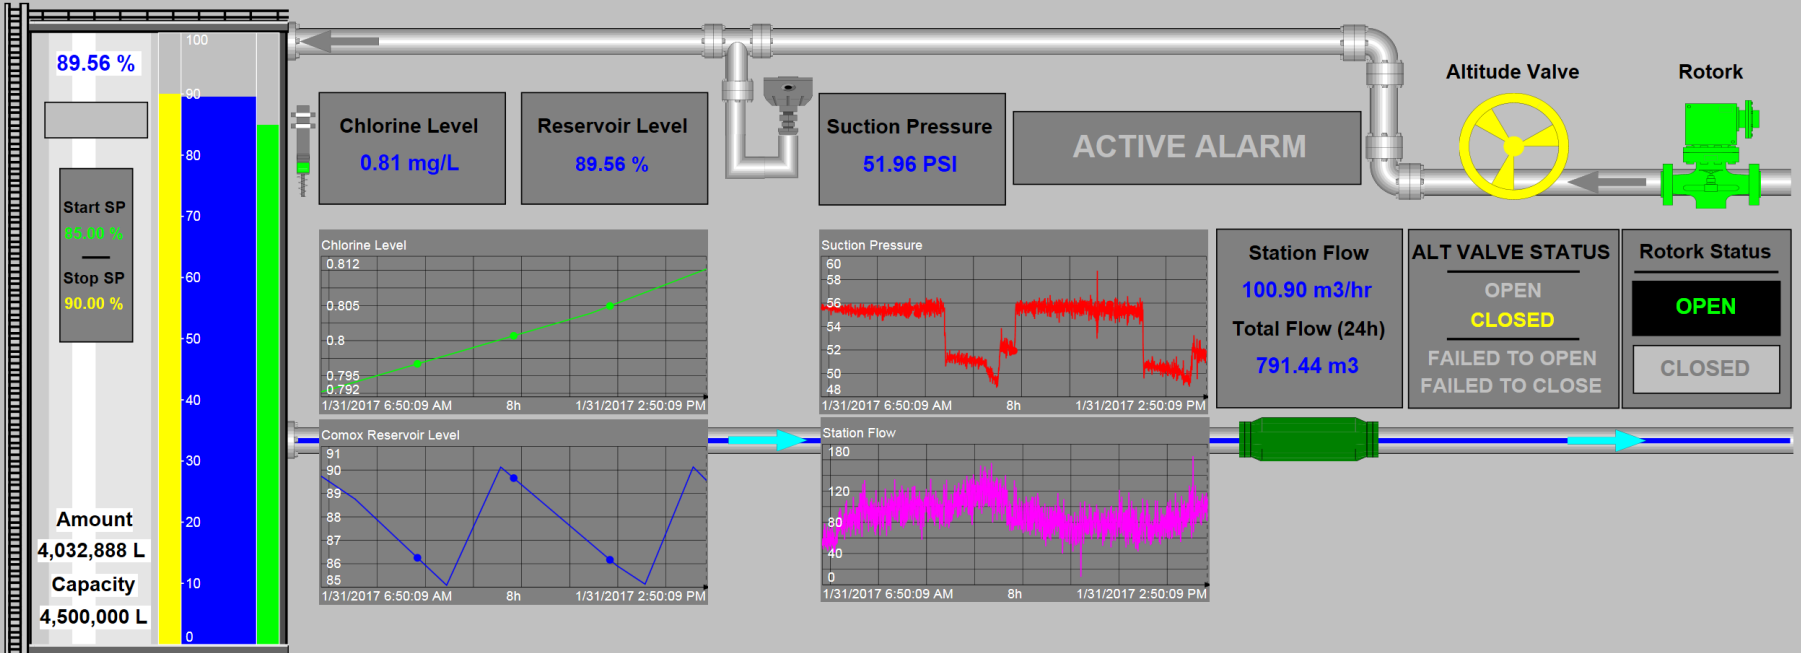 89.56 %
100
90
80
70
60
50
40
30
20
10
0
Start SP
85.00 %
Stop SP
90.00 %
Amount
4,032,888 L
Capacity
4,500,000 L
Chlorine Level
0.81 mg/L
Reservoir Level
89.56 %
Suction Pressure
51.96 PSI
ACTIVE ALARM
Altitude Valve
Rotork
Chlorine Level
0.812
0.805
0.8
0.795
0.792
1/31/2017 6:50:09 AM 8h 1/31/2017 2:50:09 PM
Suction Pressure
60
58
56
54
52
50
48
1/31/2017 6:50:09 AM 8h 1/31/2017 2:50:09 PM
Station Flow
100.90 m3/hr
Total Flow (24h)
791.44 m3
ALT VALVE STATUS
OPEN
CLOSED
FAILED TO OPEN
FAILED TO CLOSE
Rotork Status
OPEN
CLOSED
Comox Reservoir Level
91
90
89
88
87
86
85
1/31/2017 6:50:09 AM 8h 1/31/2017 2:50:09 PM
Station Flow
180
120
80
40
0
1/31/2017 6:50:09 AM 8h 1/31/2017 2:50:09 PM